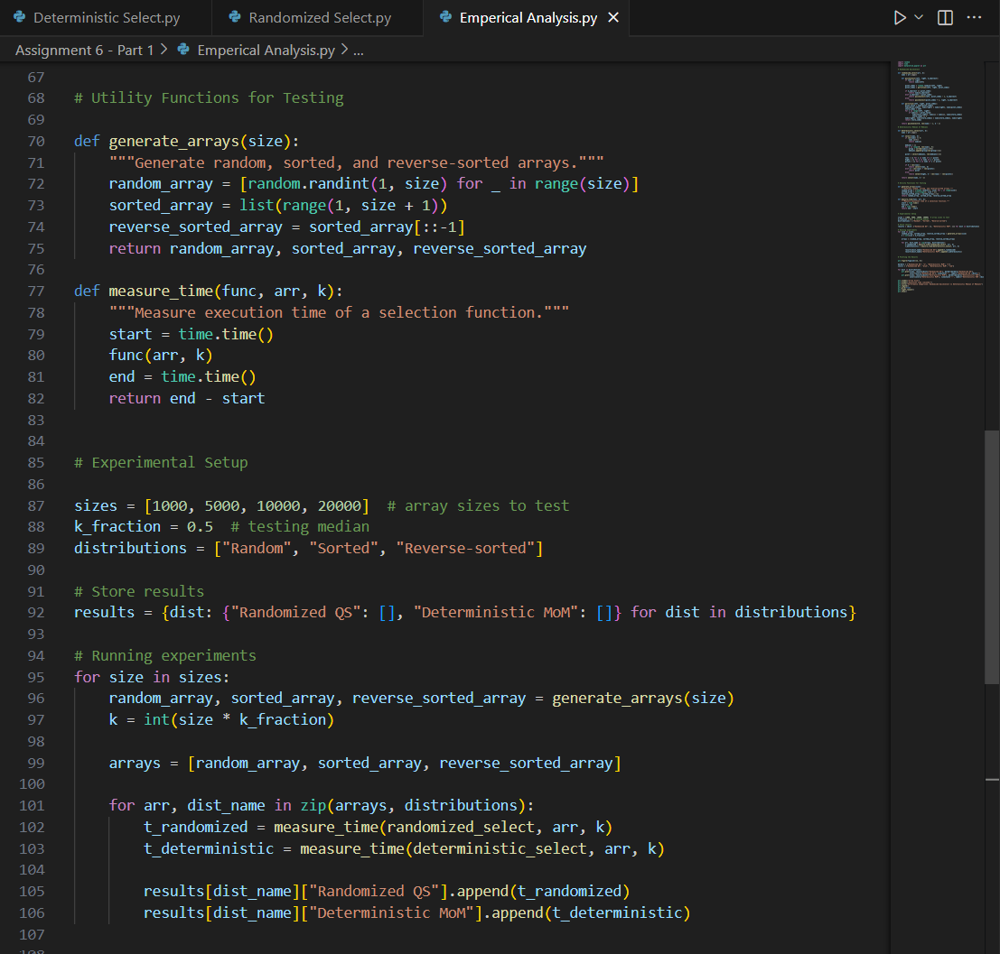 Deterministic Select.py
Randomized Select.py
Emperical Analysis.py
Assignment 6 - Part 1 > Emperical Analysis.py > ...
67
68 # Utility Functions for Testing
69
70 def generate_arrays(size):
71     """Generate random, sorted, and reverse-sorted arrays."""
72     random_array = [random.randint(1, size) for _ in range(size)]
73     sorted_array = list(range(1, size + 1))
74     reverse_sorted_array = sorted_array[::-1]
75     return random_array, sorted_array, reverse_sorted_array
76
77 def measure_time(func, arr, k):
78     """Measure execution time of a selection function."""
79     start = time.time()
80     func(arr, k)
81     end = time.time()
82     return end - start
83
84
85 # Experimental Setup
86
87 sizes = [1000, 5000, 10000, 20000]  # array sizes to test
88 k_fraction = 0.5  # testing median
89 distributions = ["Random", "Sorted", "Reverse-sorted"]
90
91 # Store results
92 results = {dist: {"Randomized QS": [], "Deterministic MoM": []} for dist in distributions}
93
94 # Running experiments
95 for size in sizes:
96     random_array, sorted_array, reverse_sorted_array = generate_arrays(size)
97     k = int(size * k_fraction)
98
99     arrays = [random_array, sorted_array, reverse_sorted_array]
100
101     for arr, dist_name in zip(arrays, distributions):
102         t_randomized = measure_time(randomized_select, arr, k)
103         t_deterministic = measure_time(deterministic_select, arr, k)
104
105         results[dist_name]["Randomized QS"].append(t_randomized)
106         results[dist_name]["Deterministic MoM"].append(t_deterministic)
107